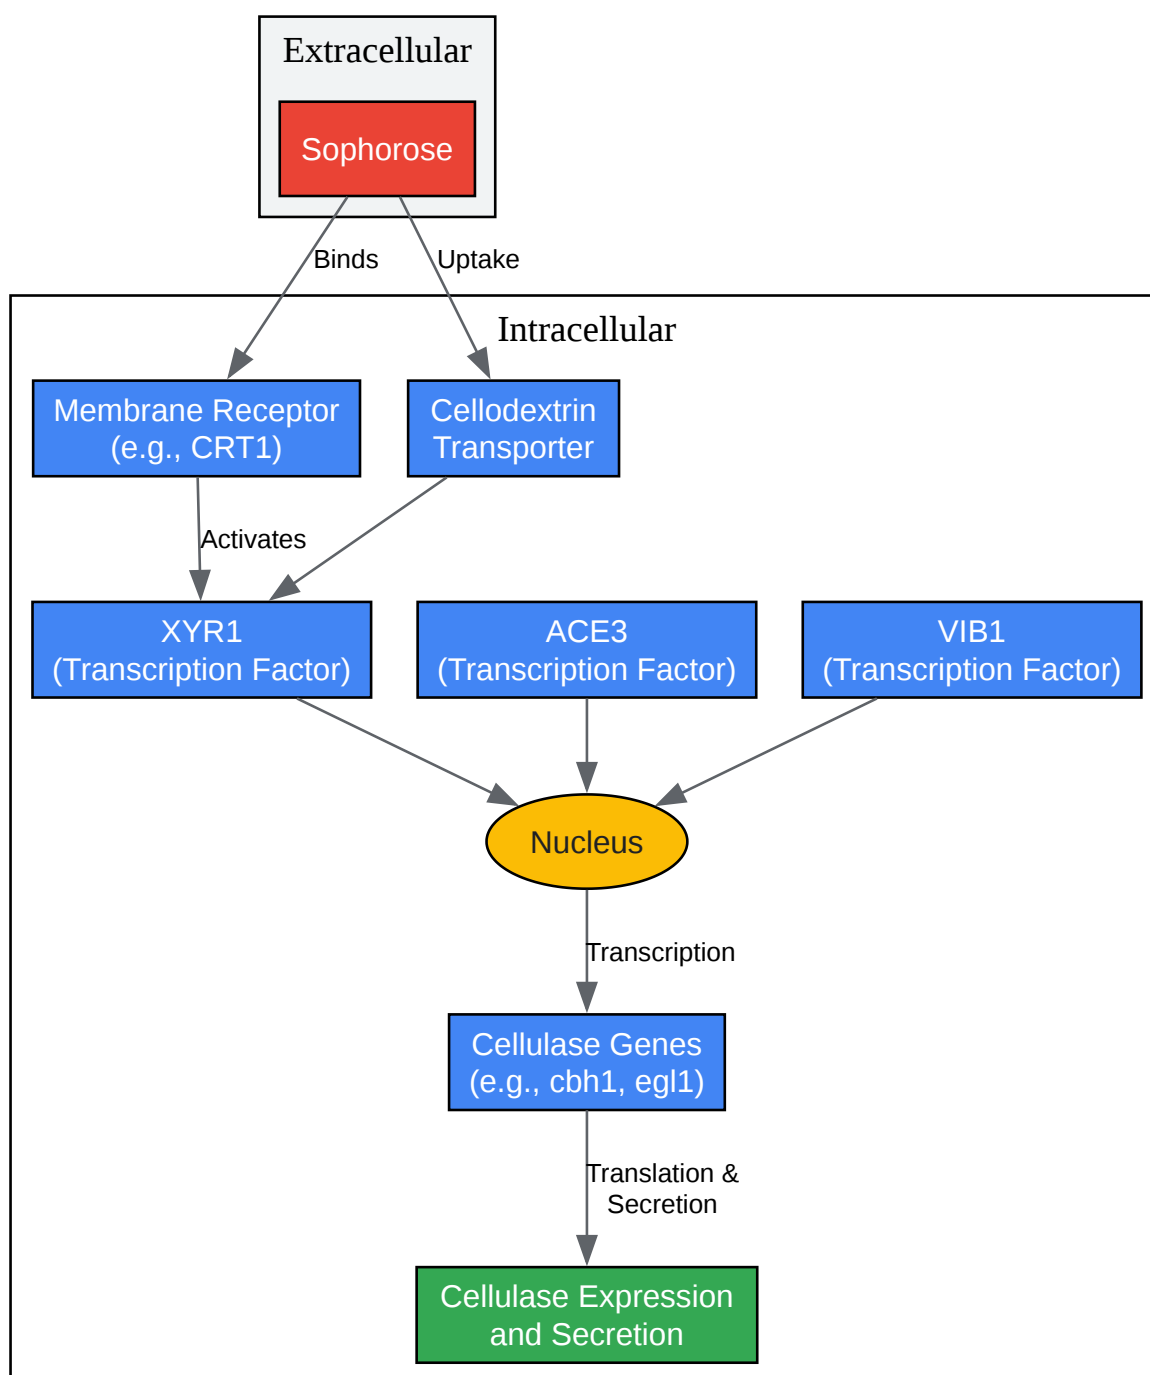 Extracellular
Sophorose
Binds
Uptake
Intracellular
Membrane Receptor
(e.g., CRT1)
Cellodextrin
Transporter
Activates
XYR1
(Transcription Factor)
ACE3
(Transcription Factor)
VIB1
(Transcription Factor)
Nucleus
Transcription
Cellulase Genes
(e.g., cbh1, egl1)
Translation &
Secretion
Cellulase Expression
and Secretion